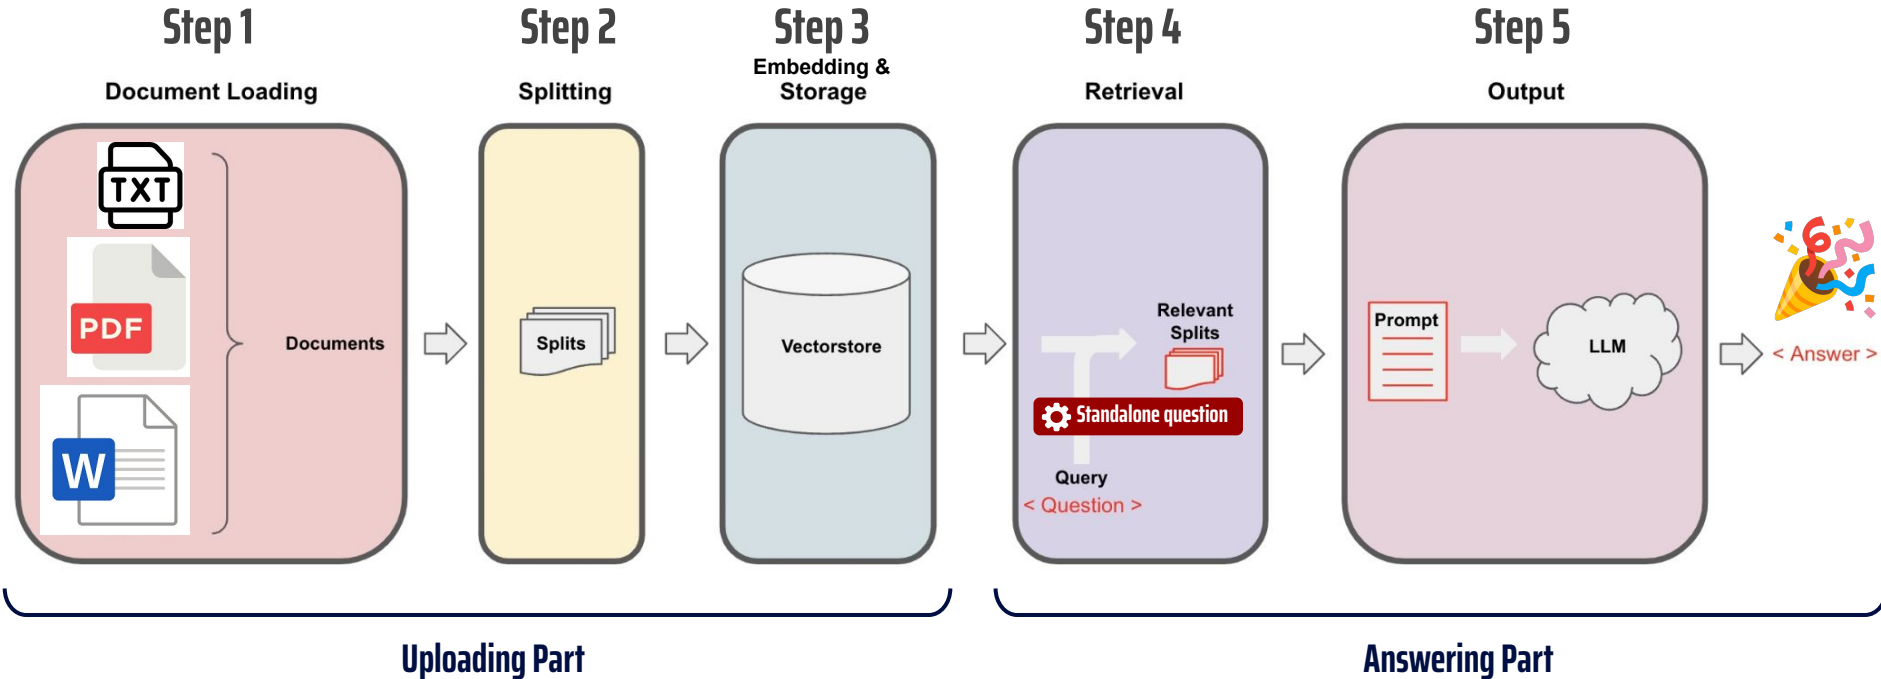 Step 1
Step 2
Step 3
Step 4
Step 5
Document Loading
Splitting
Embedding &
Storage
Retrieval
Output
TXT
PDF
W
Documents
Splits
Vectorstore
Relevant
Splits
Standalone question
Query
< Question >
Prompt
LLM
< Answer >
Uploading Part
Answering Part